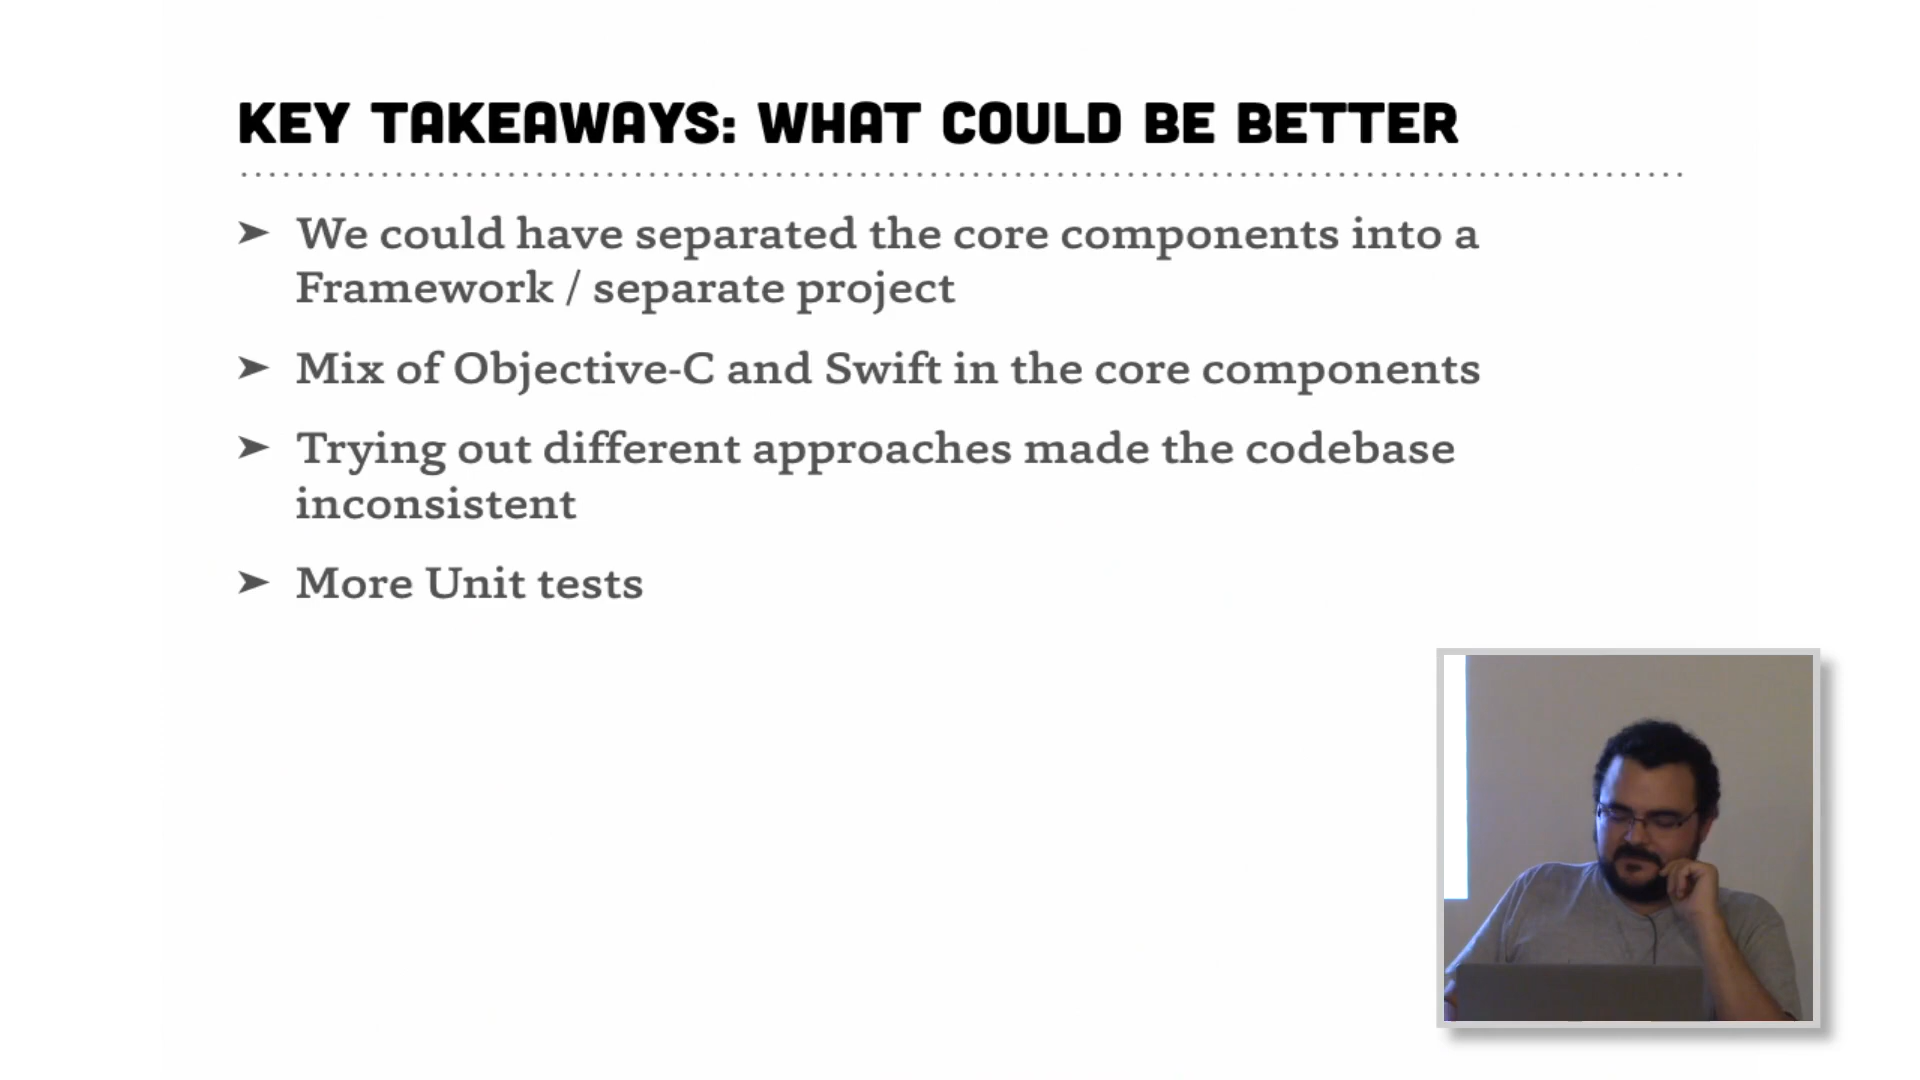 KEY TAKEAWAYS: WHAT COULD BE BETTER
➤ We could have separated the core components into a
Framework / separate project
➤ Mix of Objective-C and Swift in the core components
➤ Trying out different approaches made the codebase
inconsistent
➤ More Unit tests